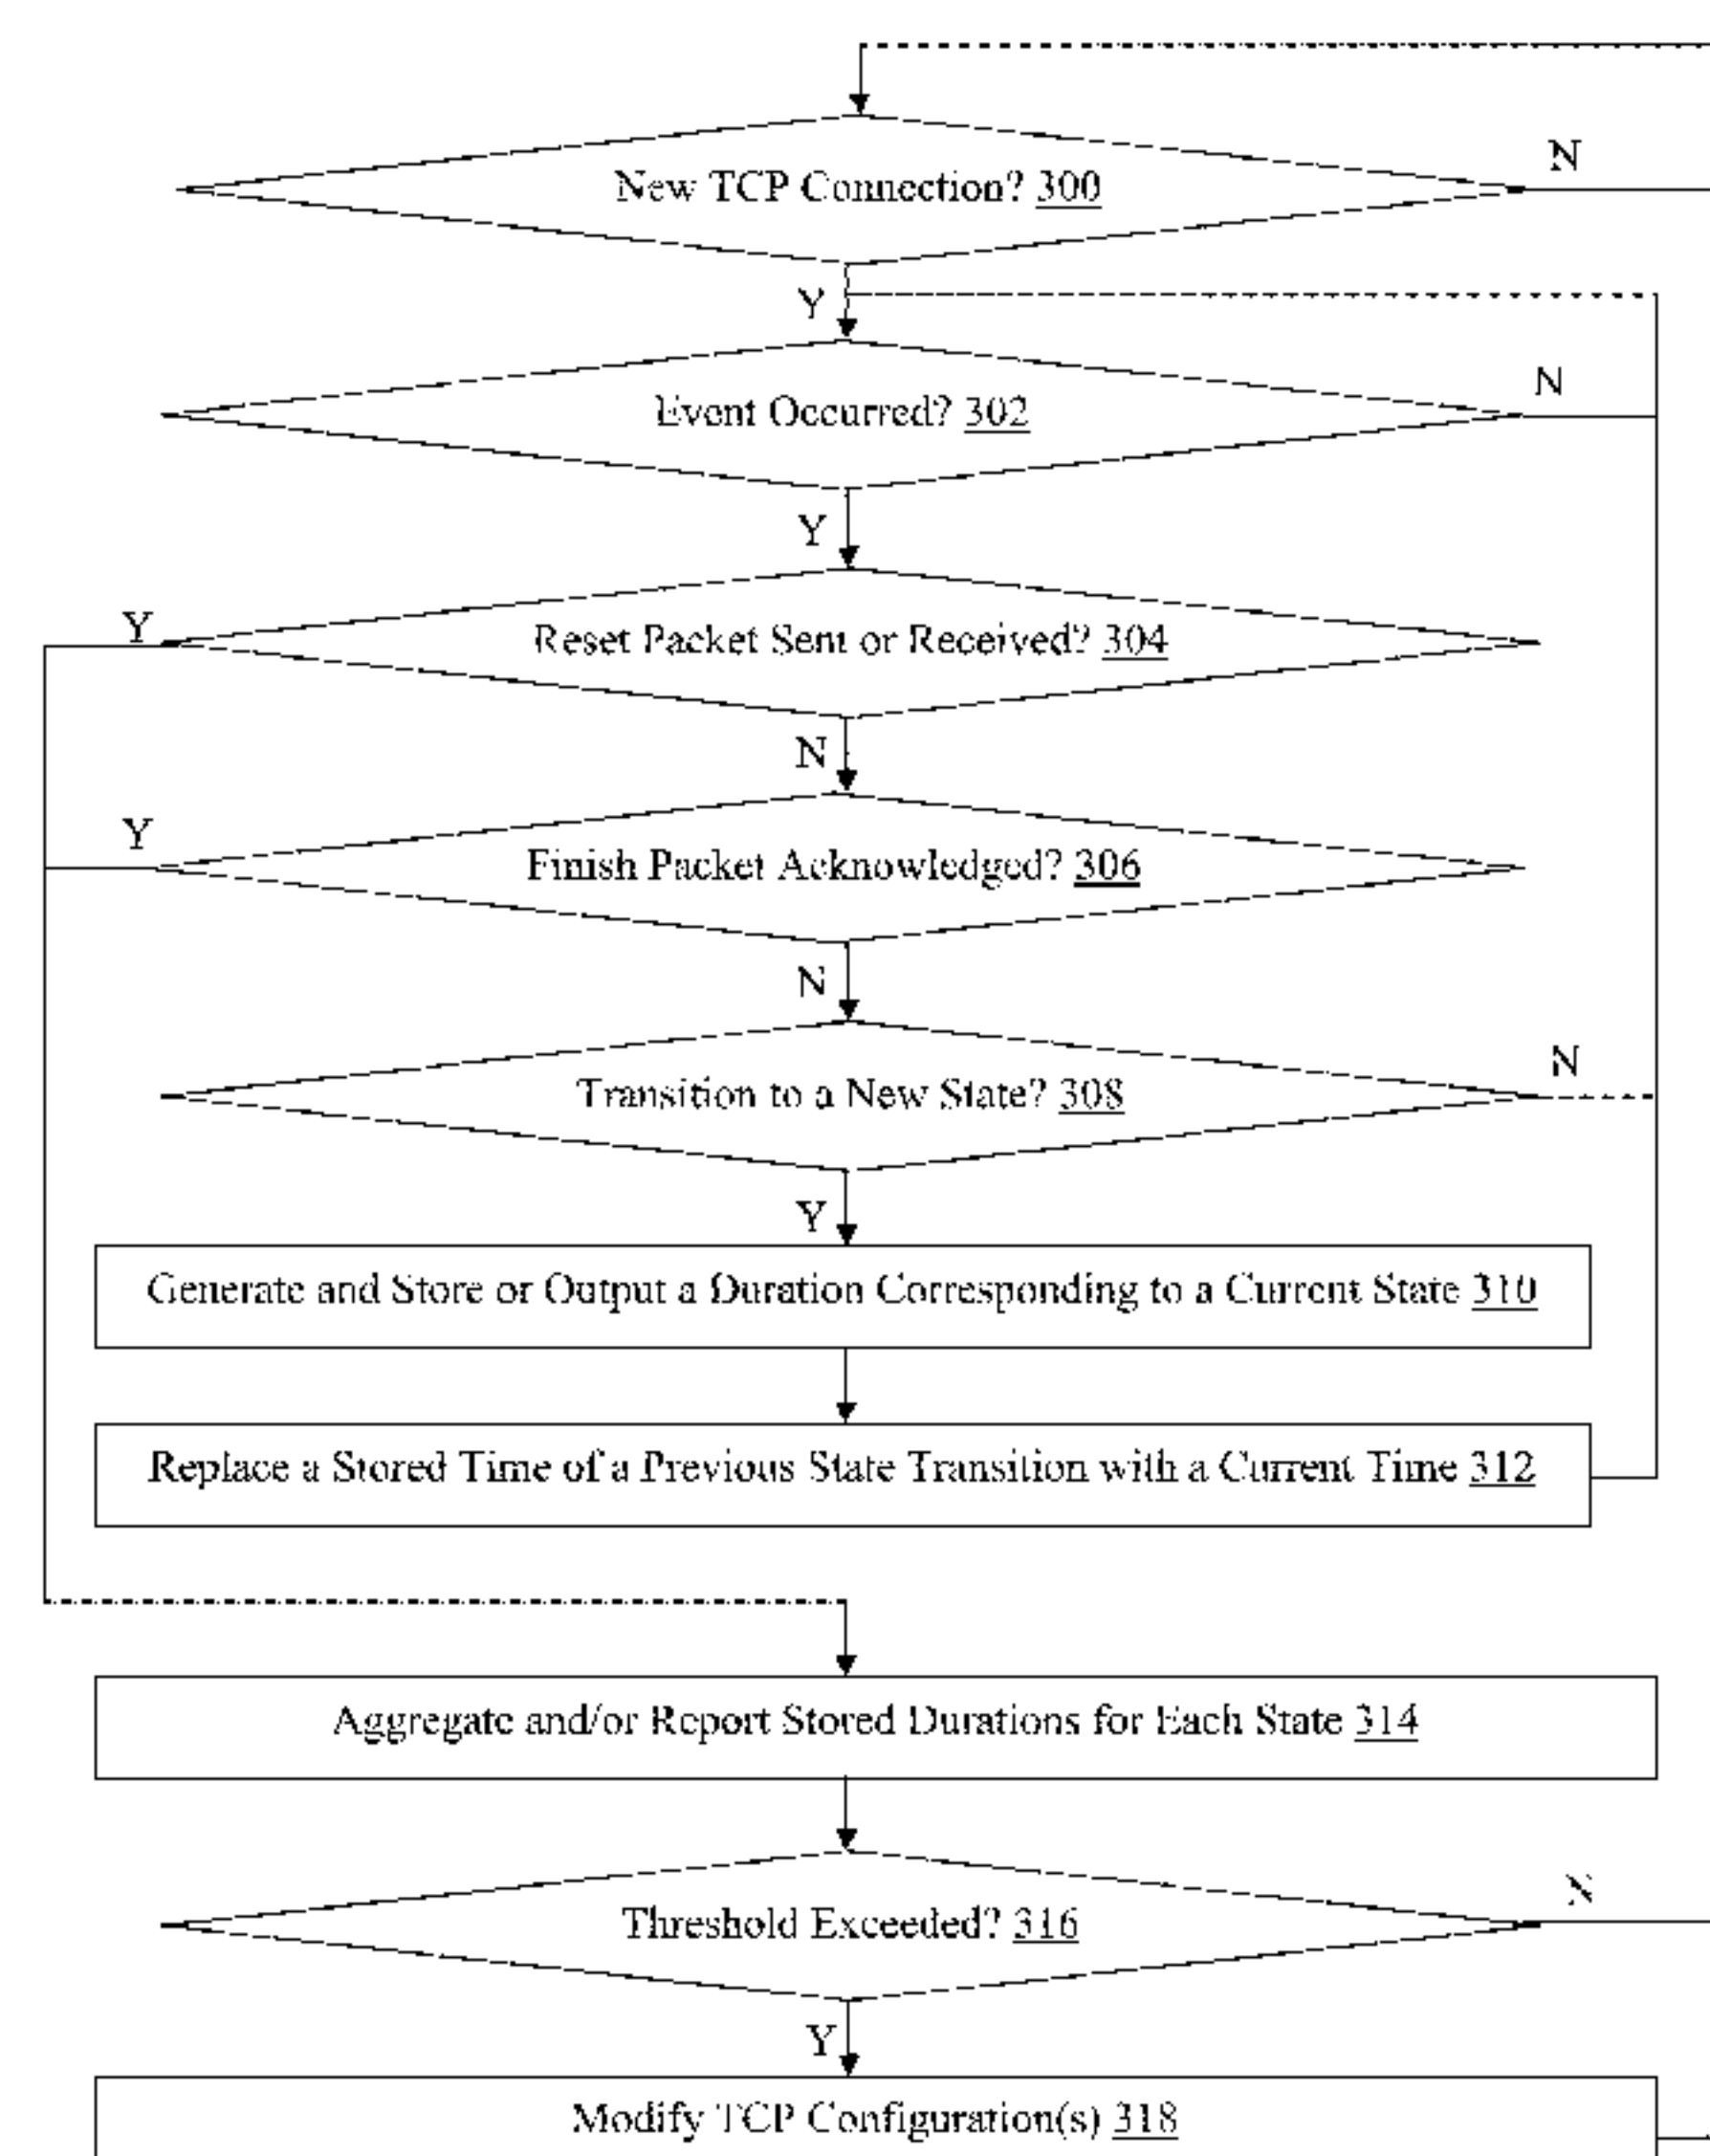 New TCP Connection? 300
N
Y
Event Occurred? 302
N
Y
Y
Reset Packet Sent or Received? 304
N
Y
Finish Packet Acknowledged? 306
N
Transition to a New State? 308
N
Y
Generate and Store or Output a Duration Corresponding to a Current State 310
Replace a Stored Time of a Previous State Transition with a Current Time 312
Aggregate and/or Report Stored Durations for Each State 314
Threshold Exceeded? 316
N
Y
Modify TCP Configuration(s) 318